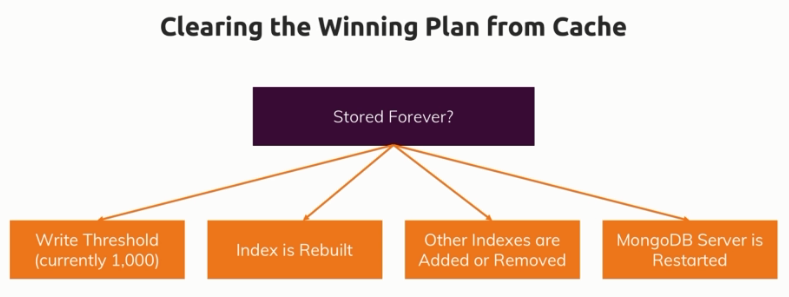 Clearing the Winning Plan from Cache
Stored Forever?
Write Threshold
(currently 1,000)
Index is Rebuilt
Other Indexes are
Added or Removed
MongoDB Server is
Restarted